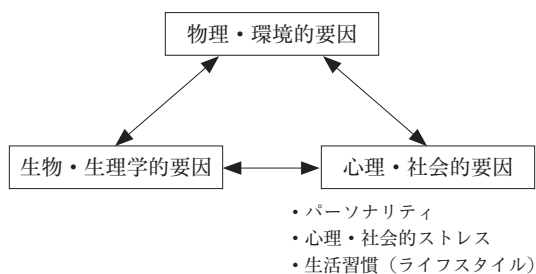 物理・環境的要因
生物・生理学的要因
心理・社会的要因
・パーソナリティ
・心理・社会的ストレス
・生活習慣（ライフスタイル）